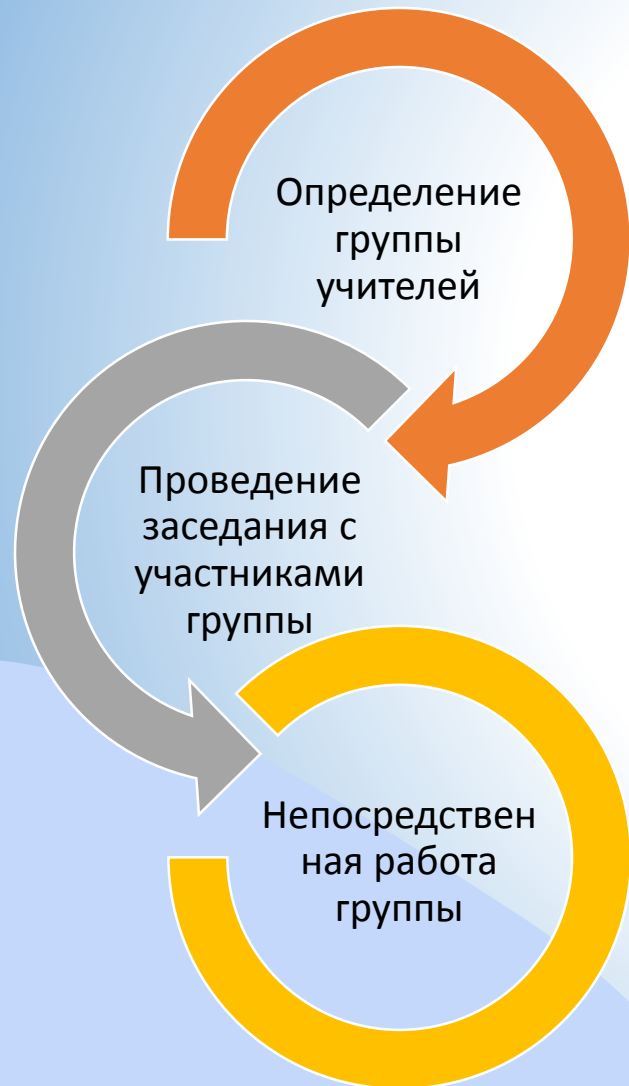 Определение
группы
учителей
Проведение
заседания с
участниками
группы
Непосредствен
ная работа
группы